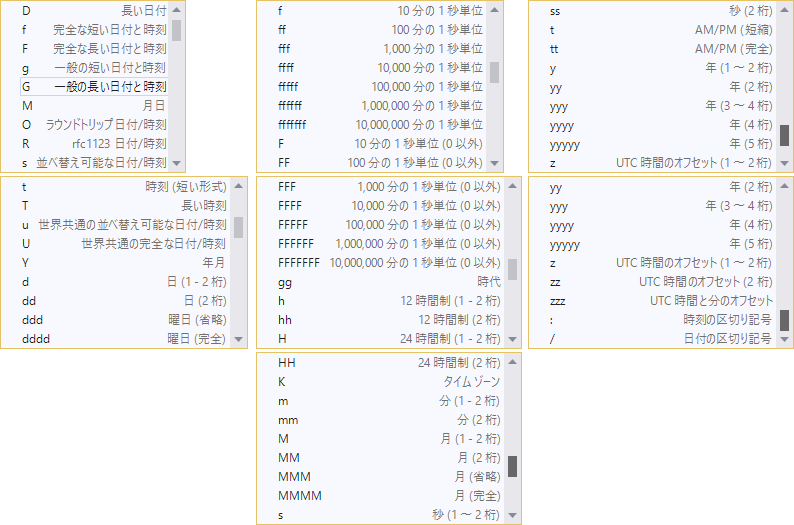 D 長い日付
f 完全な短い日付と時刻
F 完全な長い日付と時刻
g 一般の短い日付と時刻
G 一般の長い日付と時刻
M 月日
O ラウンドトリップ日付/時刻
R rfc1123 日付/時刻
s 並べ替え可能な日付/時刻
t 時刻 (短い形式)
T 長い時刻
u 世界共通の並べ替え可能な日付/時刻
U 世界共通の完全な日付/時刻
Y 年月
d 日 (1 - 2 桁)
dd 日 (2 桁)
ddd 曜日 (省略)
dddd 曜日 (完全)
f 10 分の 1 秒単位
ff 100 分の 1 秒単位
fff 1,000 分の 1 秒単位
ffff 10,000 分の 1 秒単位
fffff 100,000 分の 1 秒単位
ffffff 1,000,000 分の 1 秒単位
fffffff 10,000,000 分の 1 秒単位
F 10 分の 1 秒単位 (0 以外)
FF 100 分の 1 秒単位 (0 以外)
FFF 1,000 分の 1 秒単位 (0 以外)
FFFF 10,000 分の 1 秒単位 (0 以外)
FFFFF 100,000 分の 1 秒単位 (0 以外)
FFFFFF 1,000,000 分の 1 秒単位 (0 以外)
FFFFFFF 10,000,000 分の 1 秒単位 (0 以外)
gg 時代
h 12 時間制 (1 - 2 桁)
hh 12 時間制 (2 桁)
H 24 時間制 (1 - 2 桁)
HH 24 時間制 (2 桁)
K タイム ゾーン
m 分 (1 - 2 桁)
mm 分 (2 桁)
M 月 (1 - 2 桁)
MM 月 (2 桁)
MMM 月 (省略)
MMMM 月 (完全)
s 秒 (1 ～ 2 桁)
ss 秒 (2 桁)
t AM/PM (短縮)
tt AM/PM (完全)
y 年 (1 ～ 2 桁)
yy 年 (2 桁)
yyy 年 (3 ～ 4 桁)
yyyy 年 (4 桁)
yyyyy 年 (5 桁)
z UTC 時間のオフセット (1 ～ 2 桁)
yy 年 (2 桁)
yyy 年 (3 ～ 4 桁)
yyyy 年 (4 桁)
yyyyy 年 (5 桁)
z UTC 時間のオフセット (1 ～ 2 桁)
zz UTC 時間のオフセット (2 桁)
zzz UTC 時間と分のオフセット
: 時刻の区切り記号
/ 日付の区切り記号